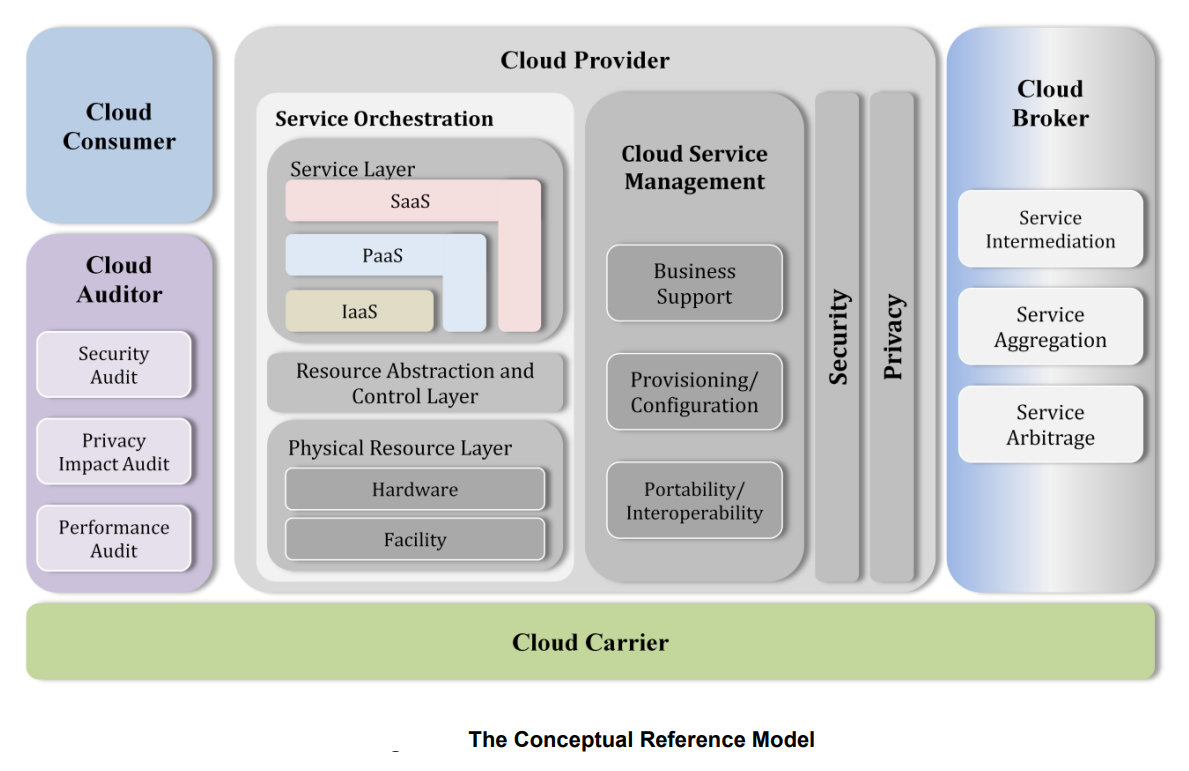 Cloud
Consumer
Cloud
Auditor
Security
Audit
Privacy
Impact Audit
Performance
Audit
Cloud Provider
Service Orchestration
Service Layer
SaaS
PaaS
IaaS
Resource Abstraction and
Control Layer
Physical Resource Layer
Hardware
Facility
Cloud Service
Management
Business
Support
Provisioning/
Configuration
Portability/
Interoperability
Security
Privacy
Cloud
Broker
Service
Intermediation
Service
Aggregation
Service
Arbitrage
Cloud Carrier
The Conceptual Reference Model